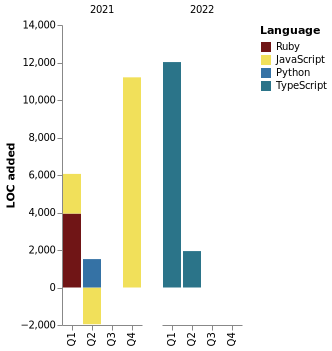 2021
2022
Language
Ruby
JavaScript
Python
TypeScript
LOC added
14,000
12,000
10,000
8,000
6,000
4,000
2,000
0
−2,000
Q1
Q2
Q3
Q4
Q1
Q2
Q3
Q4